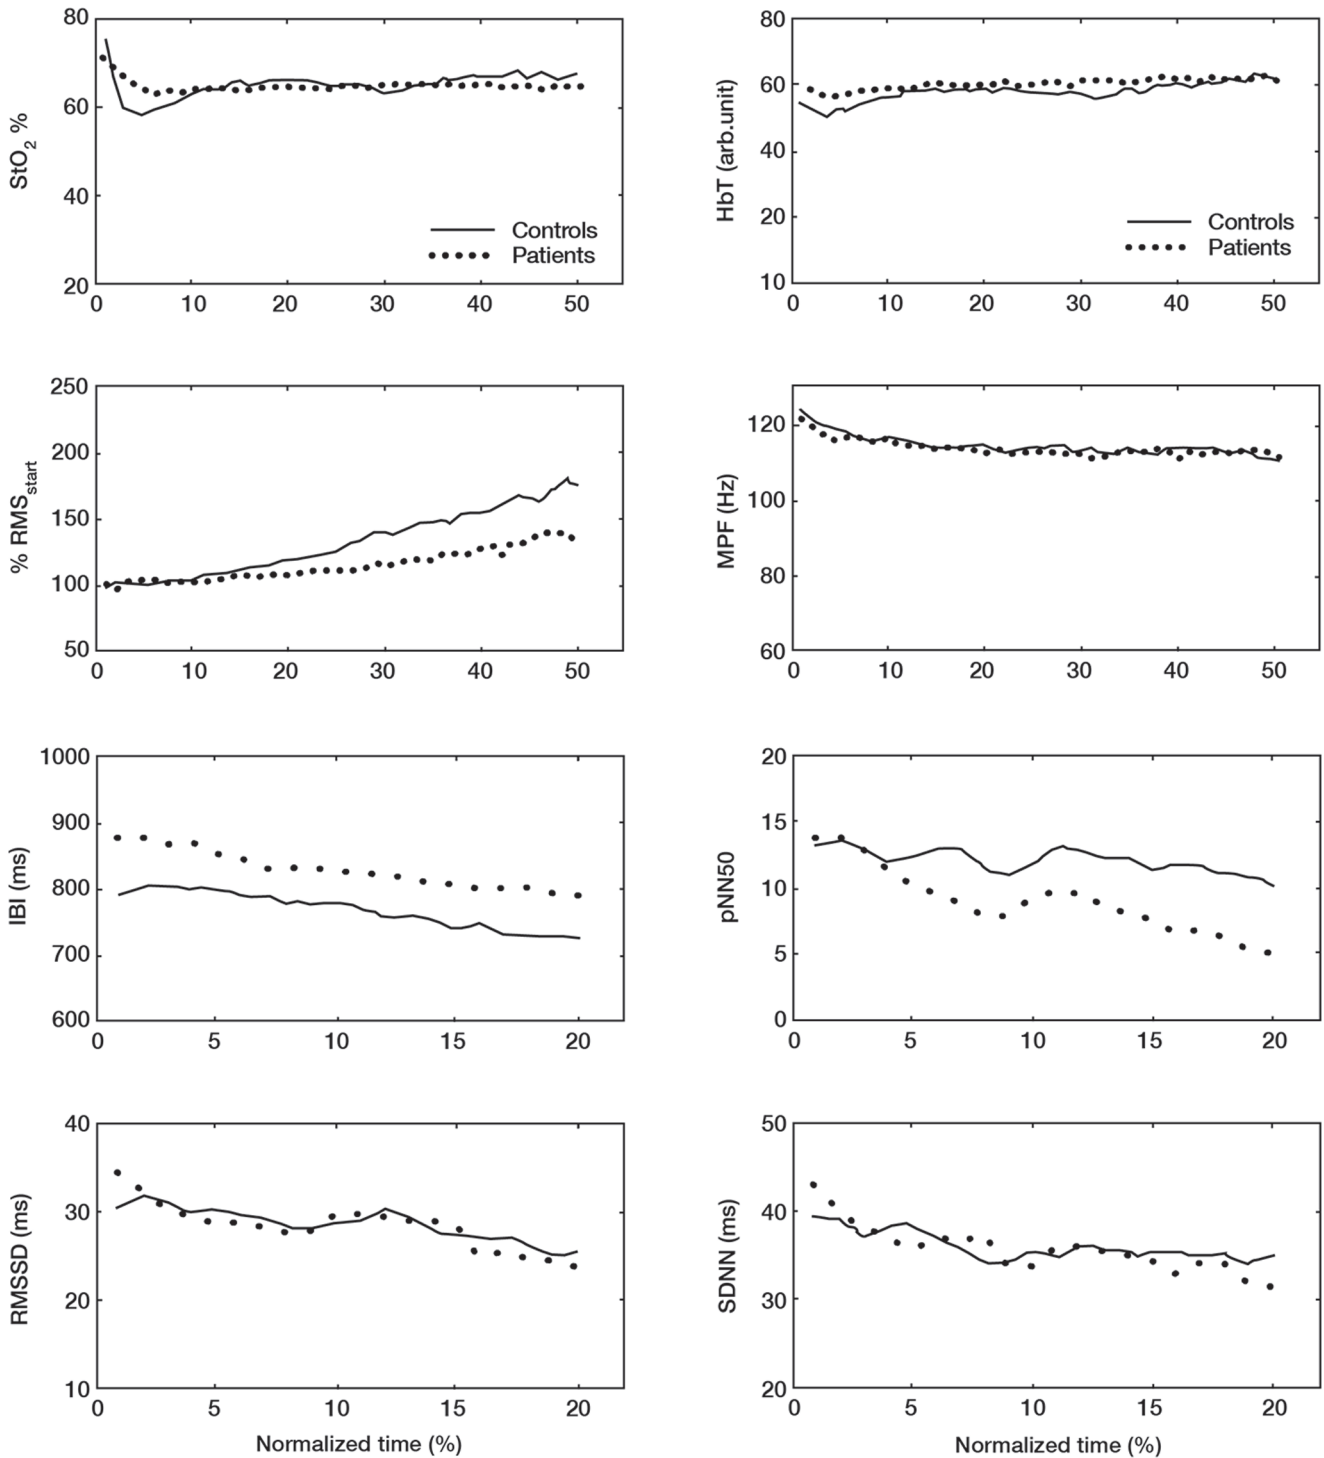 80
60
40
20
StO2 %
Controls
Patients
0 10 20 30 40 50
80
60
40
20
10
HbT (arb.unit)
Controls
Patients
0 10 20 30 40 50
250
200
150
100
50
% RMSstart
0 10 20 30 40 50
120
100
80
60
MPF (Hz)
0 10 20 30 40 50
1000
900
800
700
600
IBI (ms)
0 5 10 15 20
20
15
10
5
0
pNN50
0 5 10 15 20
40
30
20
10
RMSSD (ms)
0 5 10 15 20
Normalized time (%)
50
40
30
20
SDNN (ms)
0 5 10 15 20
Normalized time (%)